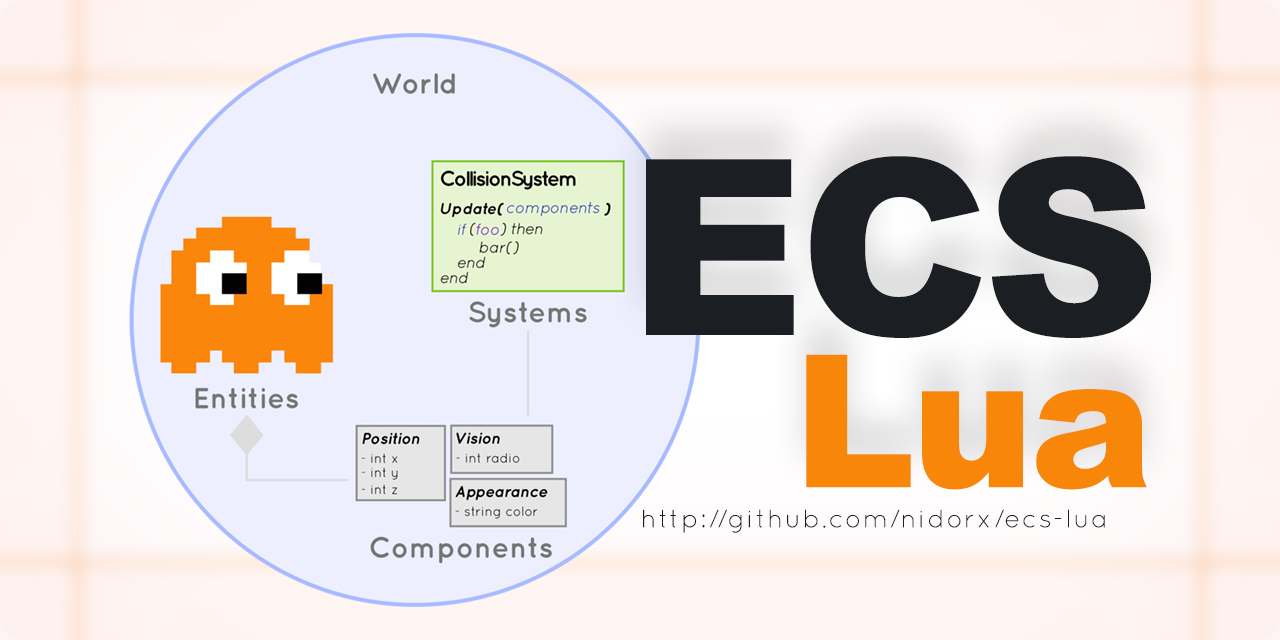 World
CollisionSystem
Update( components )
if (foo) then
bar()
end
end
Systems
Entities
Position
- int x
- int y
- int z
Vision
- int radio
Appearance
- string color
Components
ECS
Lua
http://github.com/nidorx/ecs-lua